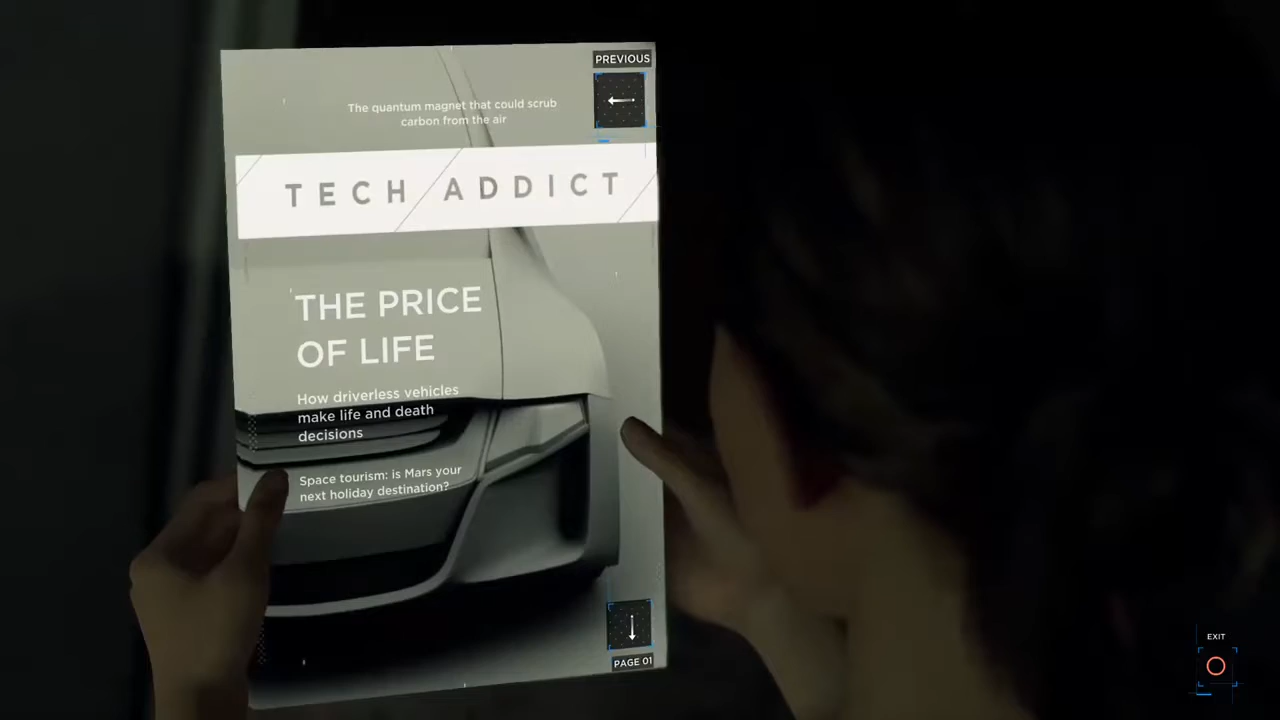 PREVIOUS
The quantum magnet that could scrub
carbon from the air
TECH ADDICT
THE PRICE
OF LIFE
How driverless vehicles
make life and death
decisions
Space tourism: is Mars your
next holiday destination?
PAGE 01
EXIT